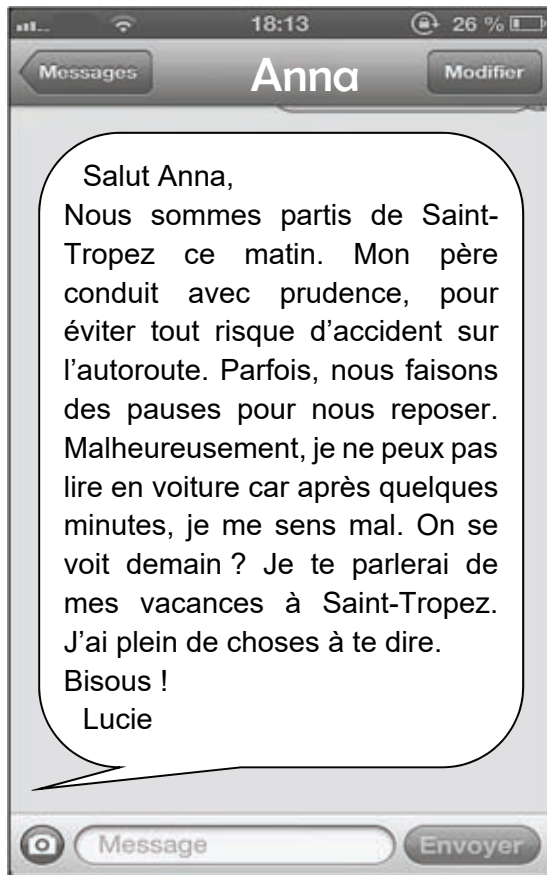 18:13
26 %
Messages
Anna
Modifier
Salut Anna,
Nous sommes partis de Saint-
Tropez ce matin. Mon père
conduit avec prudence, pour
éviter tout risque d’accident sur
l’autoroute. Parfois, nous faisons
des pauses pour nous reposer.
Malheureusement, je ne peux pas
lire en voiture car après quelques
minutes, je me sens mal. On se
voit demain ? Je te parlerai de
mes vacances à Saint-Tropez.
J’ai plein de choses à te dire.
Bisous !
Lucie
Message
Envoyer